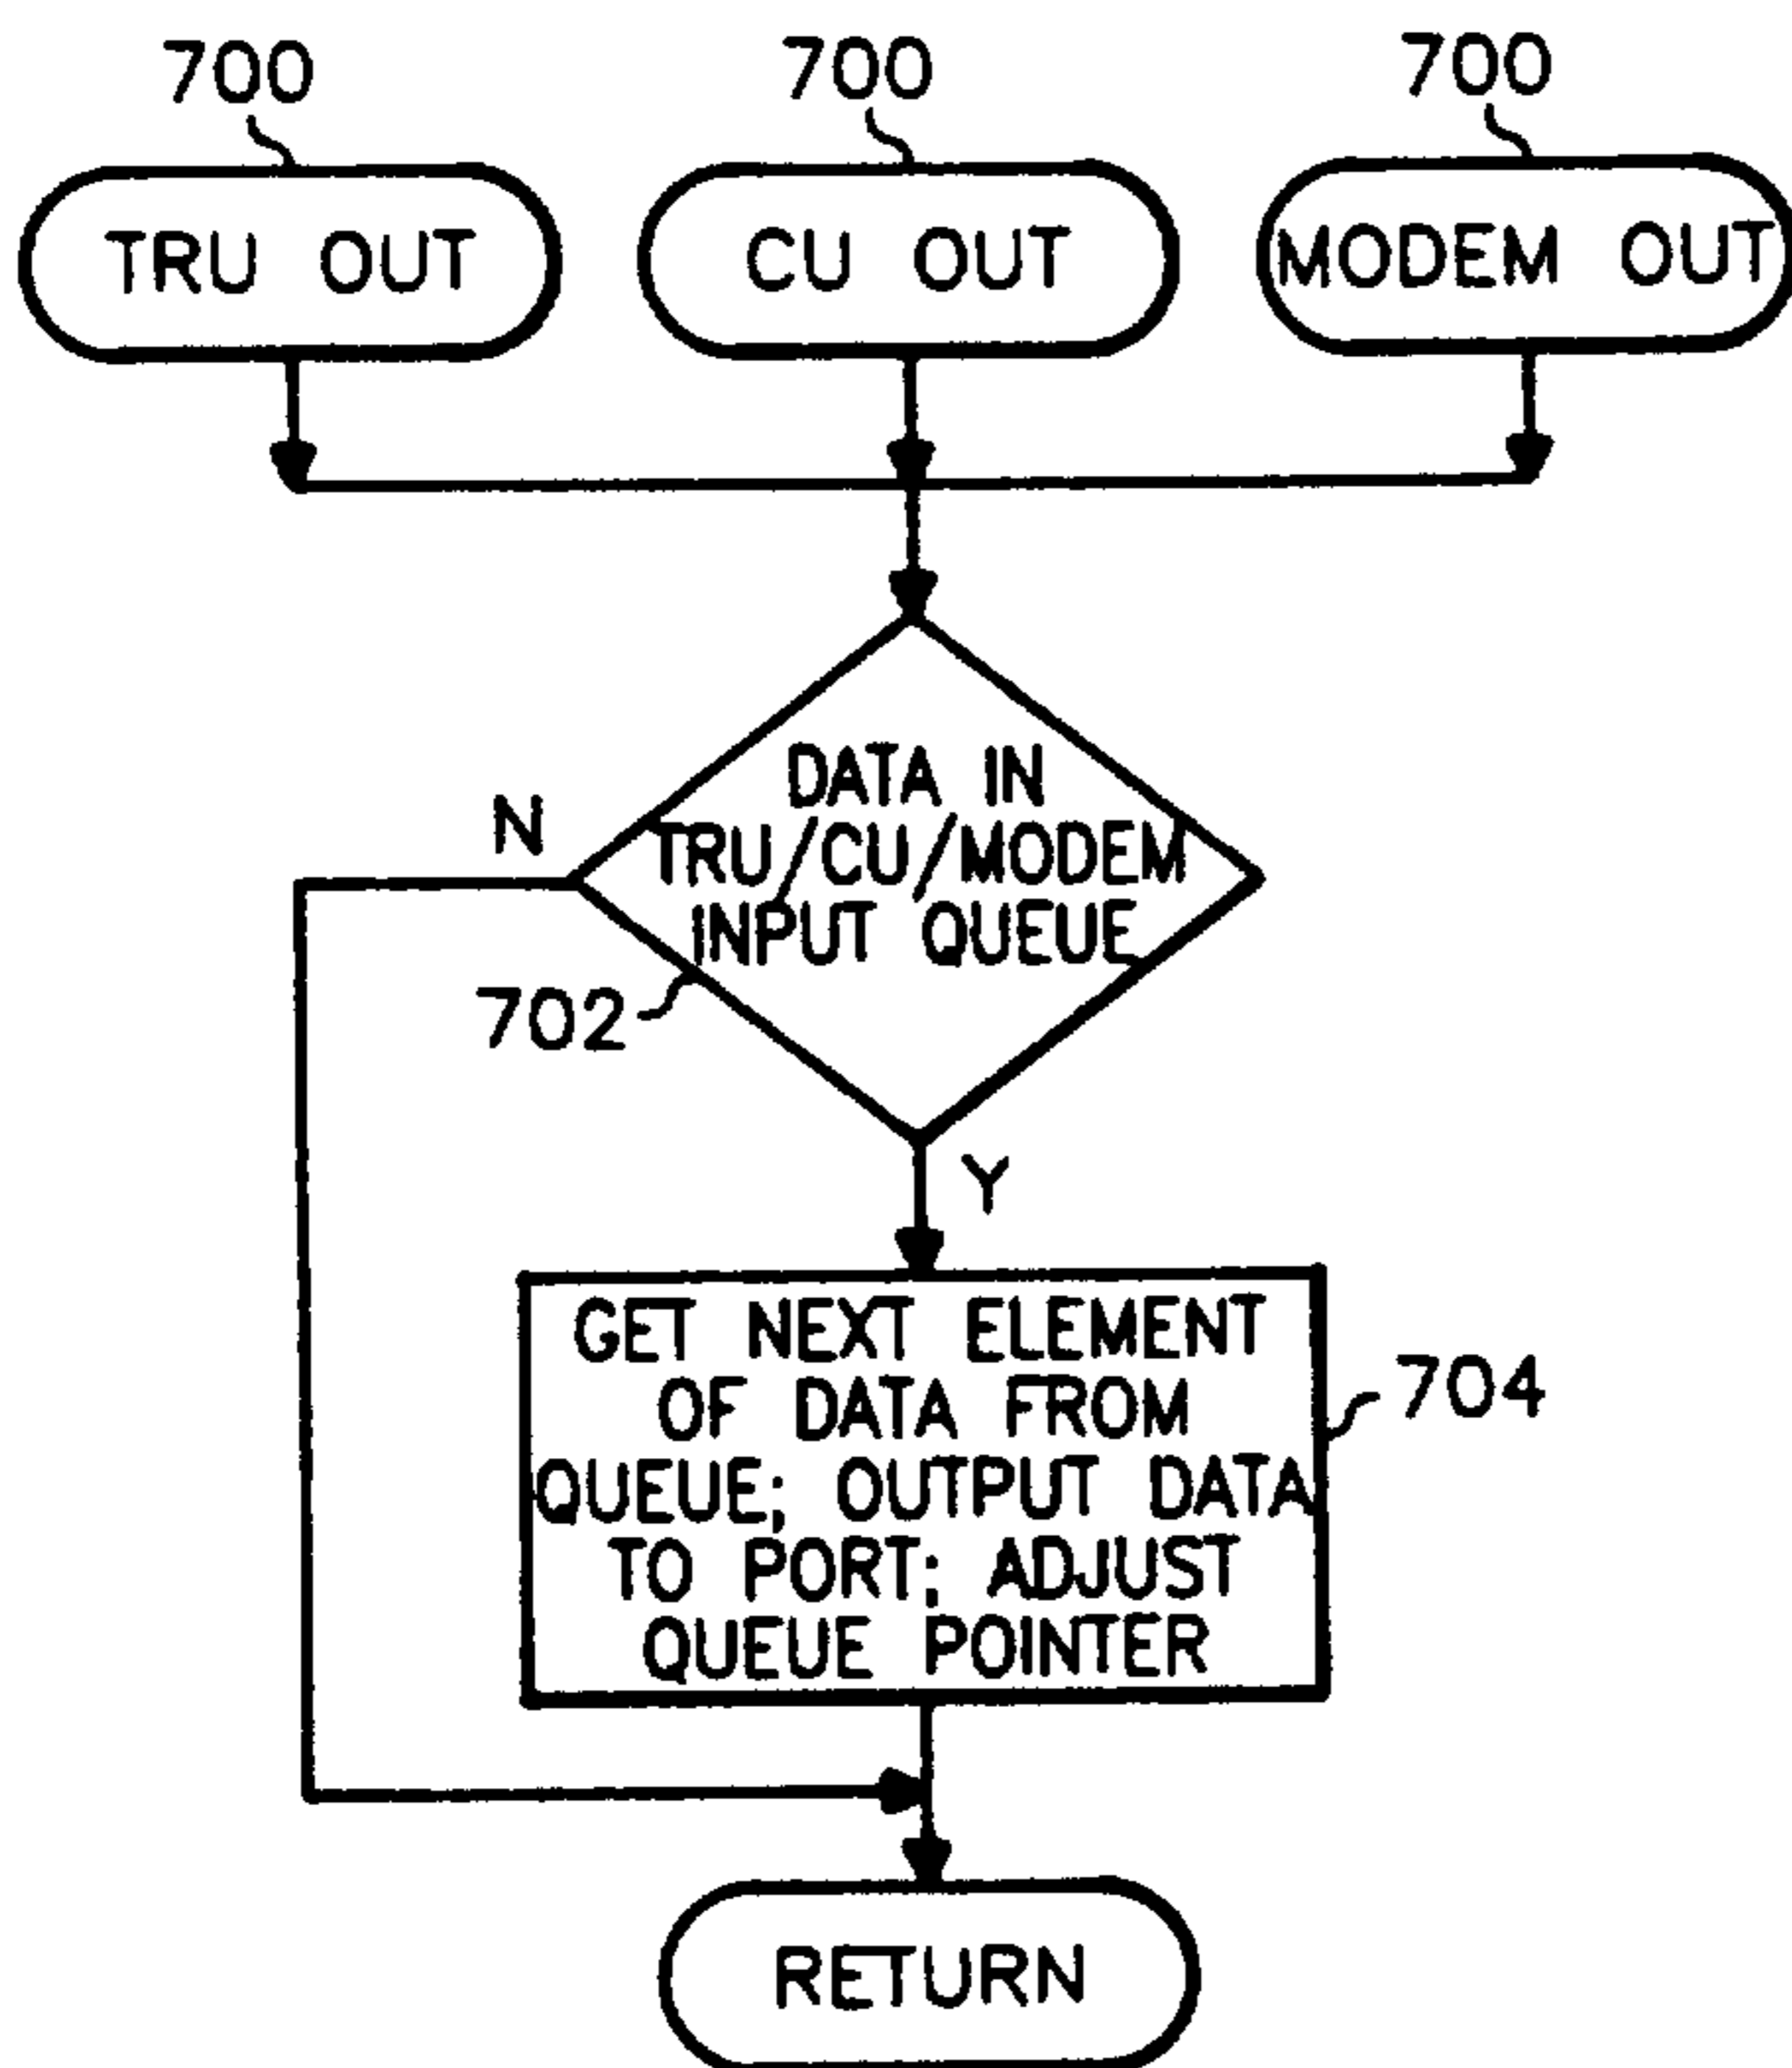 700 700 700
TRU OUT CU OUT MODEM OUT
DATA IN
N
TRU/CU/MODEM
INPUT QUEUE
702
Y
GET NEXT ELEMENT
OF DATA FROM
704
QUEUE; OUTPUT DATA
TO PORT; ADJUST
QUEUE POINTER
RETURN